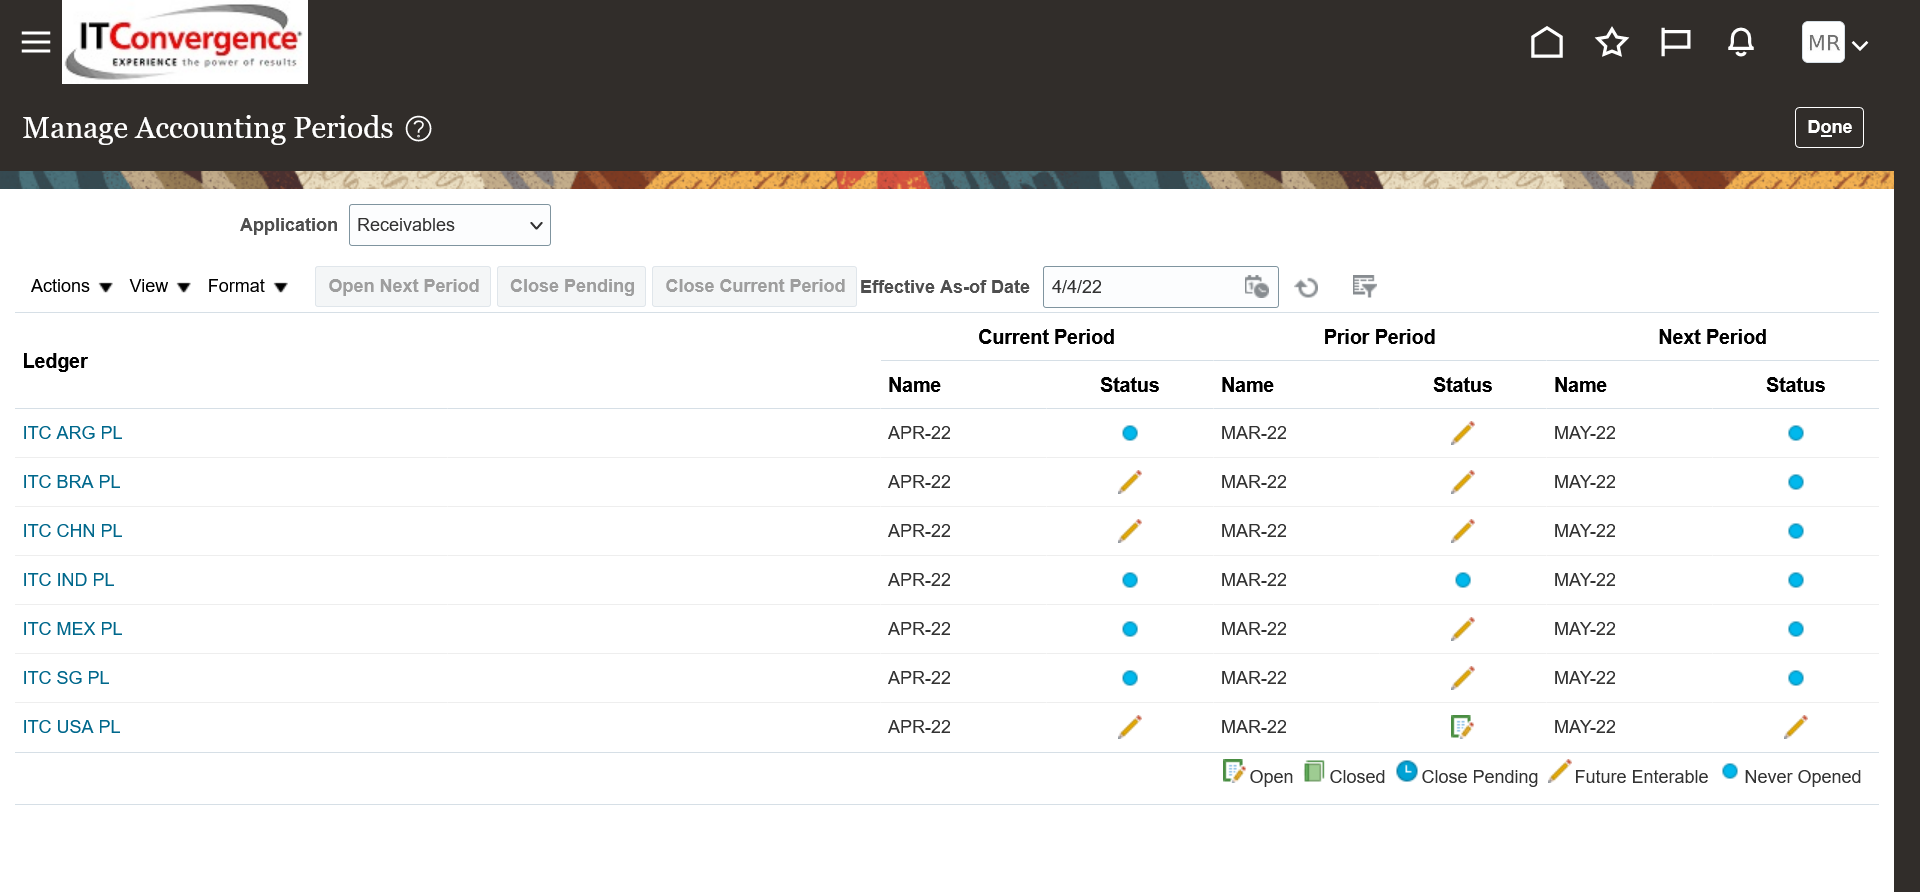 ITConvergence
EXPERIENCE the power of results
MR
Manage Accounting Periods ?
Done
Application Receivables
Actions View Format Open Next Period Close Pending Close Current Period Effective As-of Date 4/4/22
Current Period Prior Period Next Period
Ledger
Name Status Name Status Name Status
ITC ARG PL APR-22 MAR-22 MAY-22
ITC BRA PL APR-22 MAR-22 MAY-22
ITC CHN PL APR-22 MAR-22 MAY-22
ITC IND PL APR-22 MAR-22 MAY-22
ITC MEX PL APR-22 MAR-22 MAY-22
ITC SG PL APR-22 MAR-22 MAY-22
ITC USA PL APR-22 MAR-22 MAY-22
Open Closed Close Pending Future Enterable Never Opened